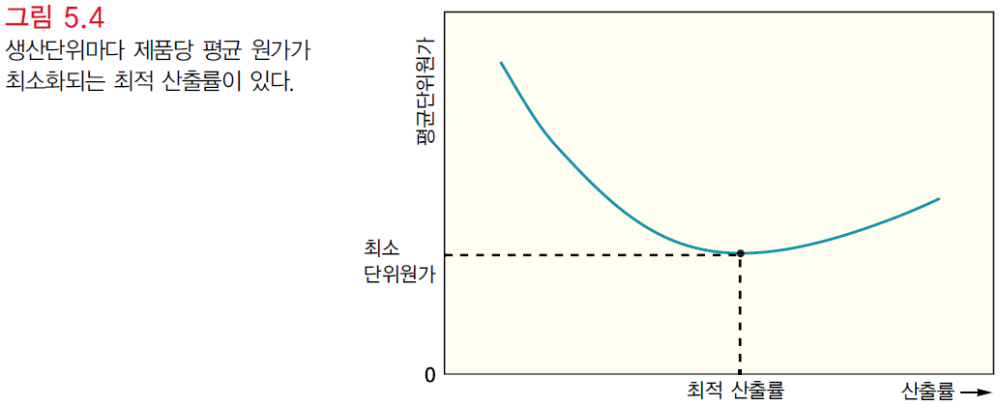 그림 5.4
생산단위마다 제품당 평균 원가가
최소화되는 최적 산출률이 있다.
평균단위원가
최소
단위원가
0
최적 산출률
산출률